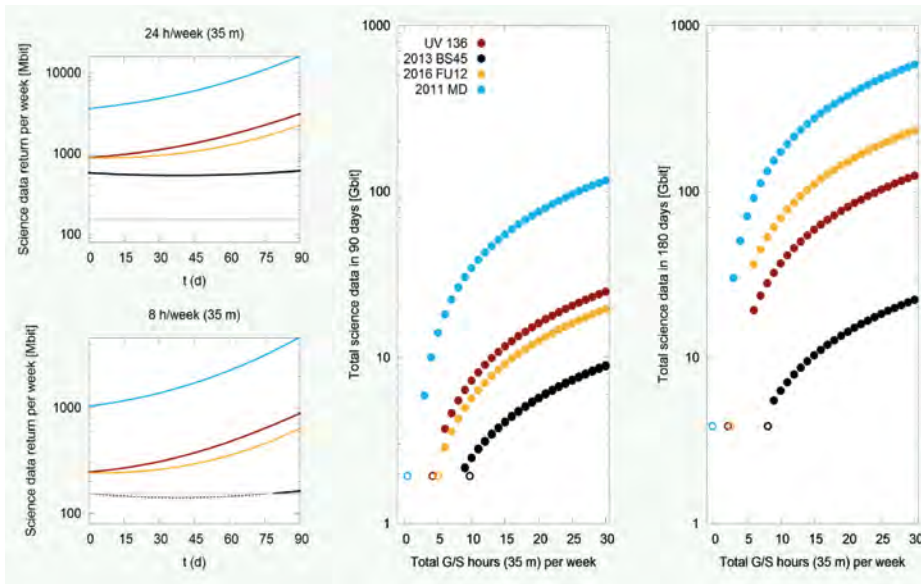 24 h/week (35 m)
Science data return per week [Mbit]
10000
1000
100
0 15 30 45 60 75 90
t (d)
8 h/week (35 m)
Science data return per week [Mbit]
1000
100
0 15 30 45 60 75 90
t (d)
Total science data in 90 days [Gbit]
1000
100
10
1
UV 136
2013 BS45
2016 FU12
2011 MD
0 5 10 15 20 25 30
Total G/S hours (35 m) per week
Total science data in 180 days [Gbit]
1000
100
10
1
0 5 10 15 20 25 30
Total G/S hours (35 m) per week